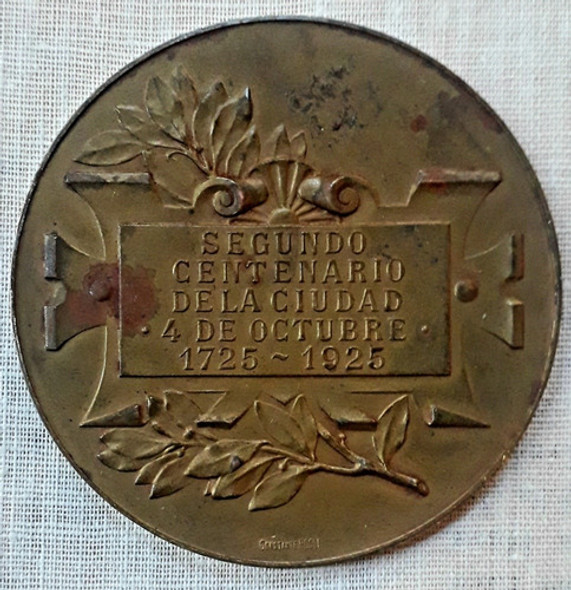 SEGUNDO
CENTENARIO
DE LA CIUDAD
· 4 DE OCTUBRE ·
1725 ~ 1925